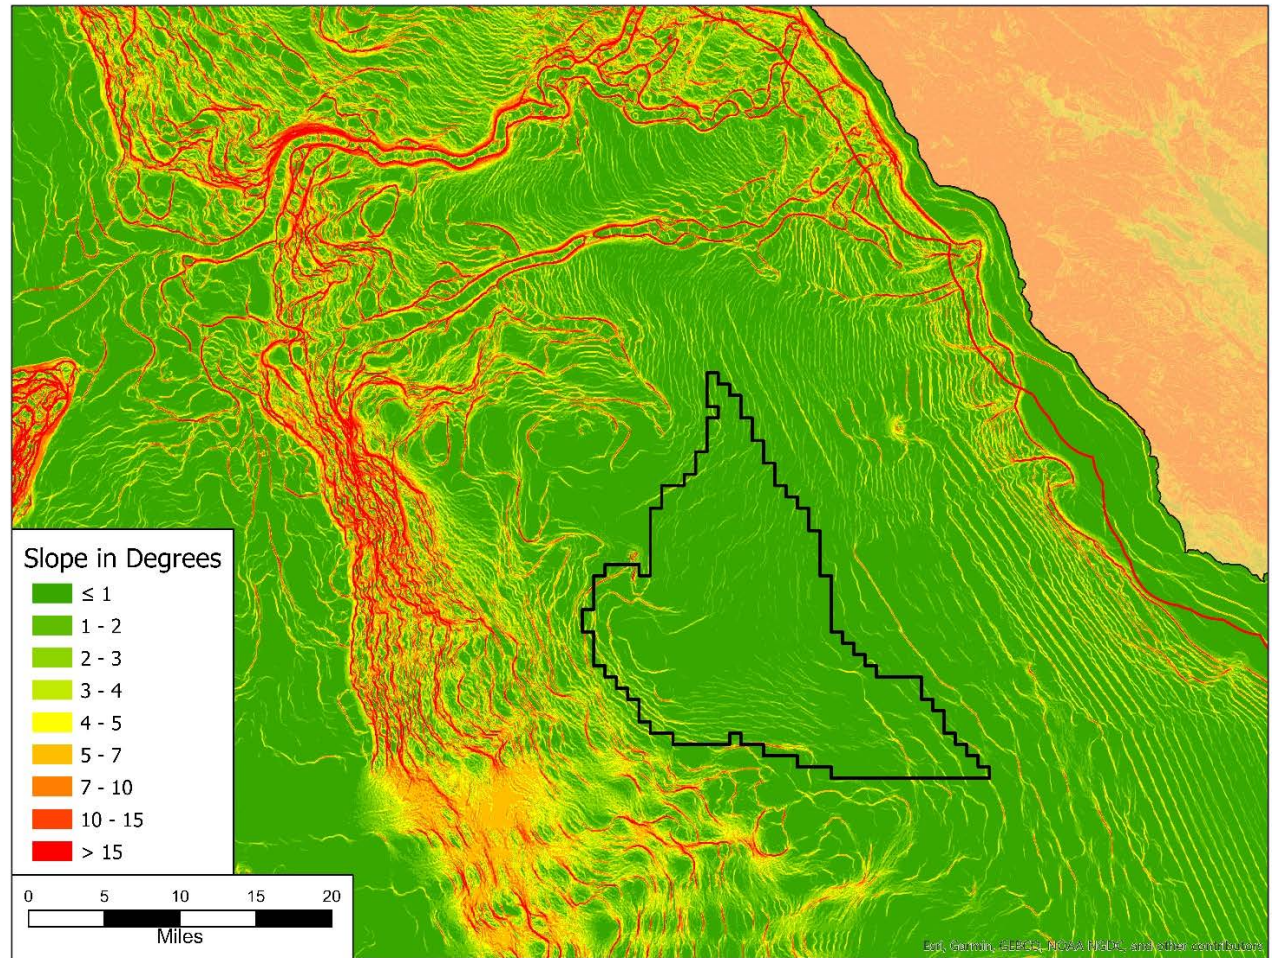 Slope in Degrees
≤ 1
1 - 2
2 - 3
3 - 4
4 - 5
5 - 7
7 - 10
10 - 15
> 15
0 5 10 15 20
Miles
Esri, Garmin, GEBCO, NOAA NGDC, and other contributors